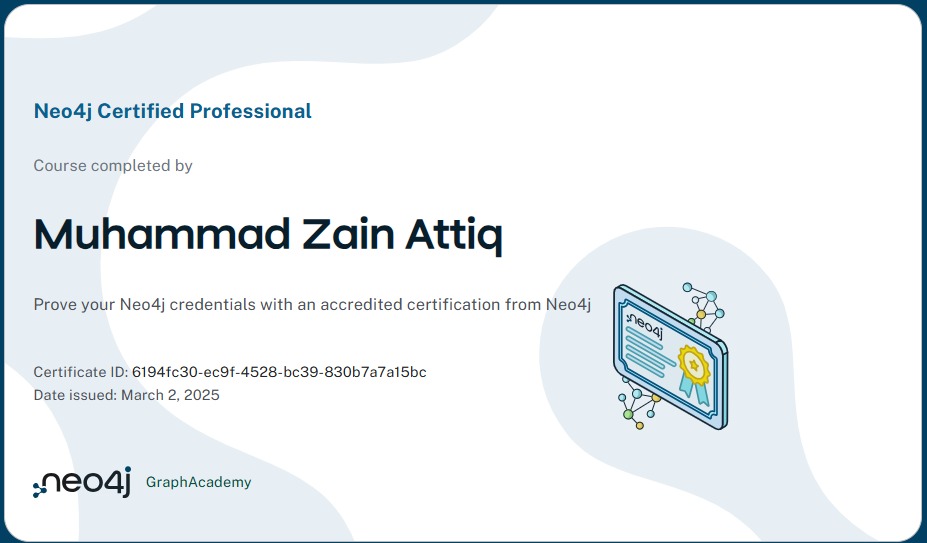 Neo4j Certified Professional
Course completed by
Muhammad Zain Attiq
Prove your Neo4j credentials with an accredited certification from Neo4j
neo4j
Certificate ID: 6194fc30-ec9f-4528-bc39-830b7a7a15bc
Date issued: March 2, 2025
neo4j GraphAcademy